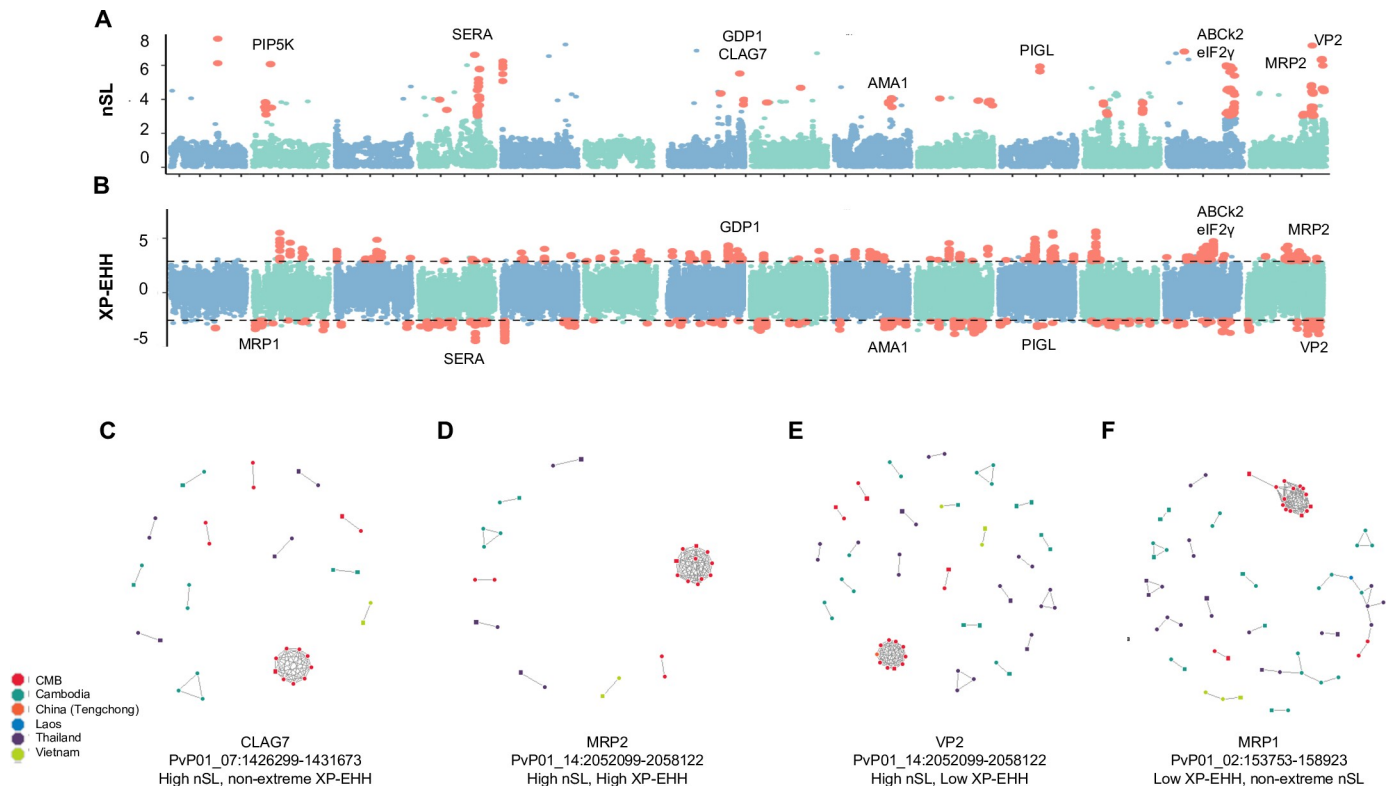 A
8
6
4
2
0
nSL
PIP5K
SERA
GDP1
CLAG7
AMA1
PIGL
ABCk2
eIF2γ
MRP2
VP2
B
5
0
-5
XP-EHH
GDP1
ABCk2
eIF2γ
MRP2
MRP1
SERA
AMA1
PIGL
VP2
C
D
E
F
CMB
Cambodia
China (Tengchong)
Laos
Thailand
Vietnam
CLAG7
PvP01_07:1426299-1431673
High nSL, non-extreme XP-EHH
MRP2
PvP01_14:2052099-2058122
High nSL, High XP-EHH
VP2
PvP01_14:2052099-2058122
High nSL, Low XP-EHH
MRP1
PvP01_02:153753-158923
Low XP-EHH, non-extreme nSL